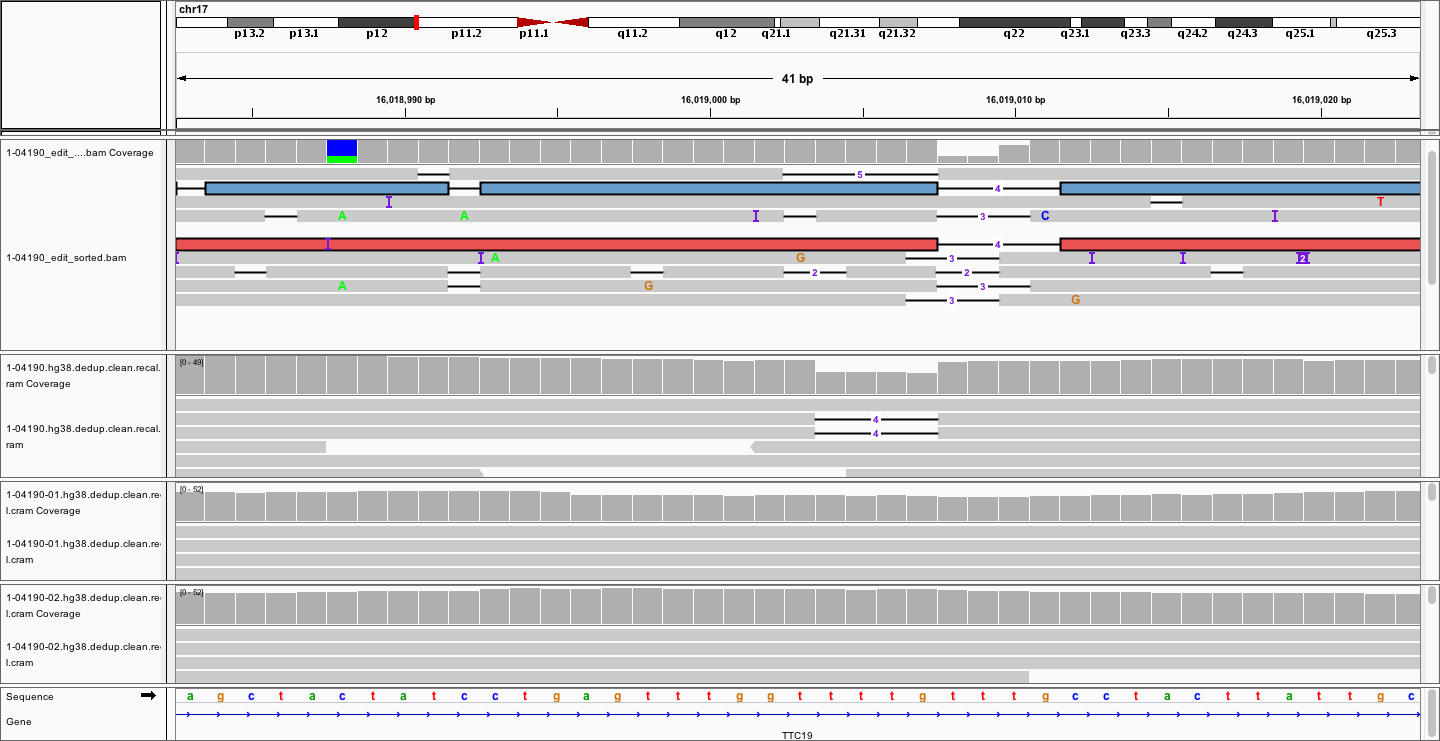 chr17
p13.2 p13.1 p12 p11.2 p11.1 q11.2 q12 q21.1 q21.31 q21.32 q22 q23.1 q23.3 q24.2 q24.3 q25.1 q25.3
41 bp
16,018,990 bp 16,019,000 bp 16,019,010 bp 16,019,020 bp
1-04190_edit_....bam Coverage
5
4
T
A A 3 C
4
1-04190_edit_sorted.bam
A 3 G 2
2 2
A G 3
3 G
[0 - 49]
1-04190.hg38.dedup.clean.recal.
ram Coverage
4
1-04190.hg38.dedup.clean.recal.
4
ram
[0 - 52]
1-04190-01.hg38.dedup.clean.re
l.cram Coverage
1-04190-01.hg38.dedup.clean.re
l.cram
[0 - 52]
1-04190-02.hg38.dedup.clean.re
l.cram Coverage
1-04190-02.hg38.dedup.clean.re
l.cram
Sequence a g c t a c t a t c c t g a g t t t g g t t t t g t t t g c c t a c t t a t t g c
Gene
TTC19